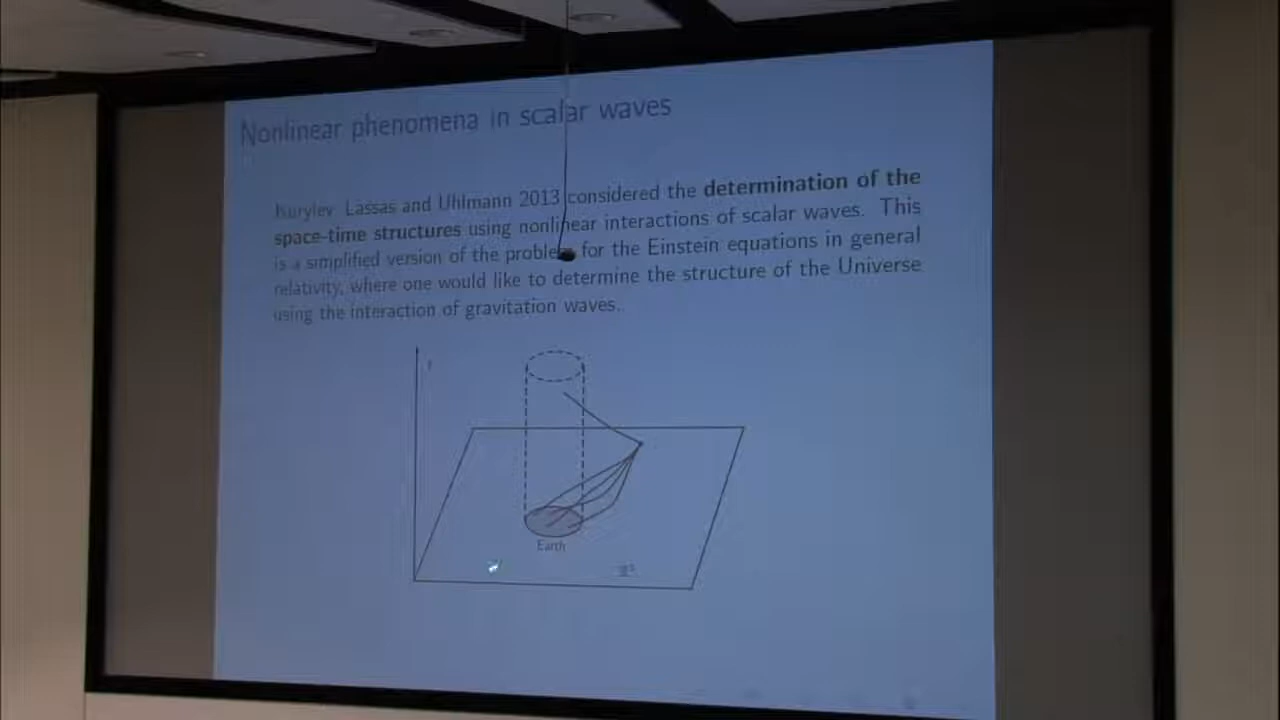 Nonlinear phenomena in scalar waves
Kurylev Lassas and Uhlmann 2013 considered the determination of the
space-time structures using nonlinear interactions of scalar waves. This
is a simplified version of the problem for the Einstein equations in general
relativity, where one would like to determine the structure of the Universe
using the interaction of gravitation waves.
Earth